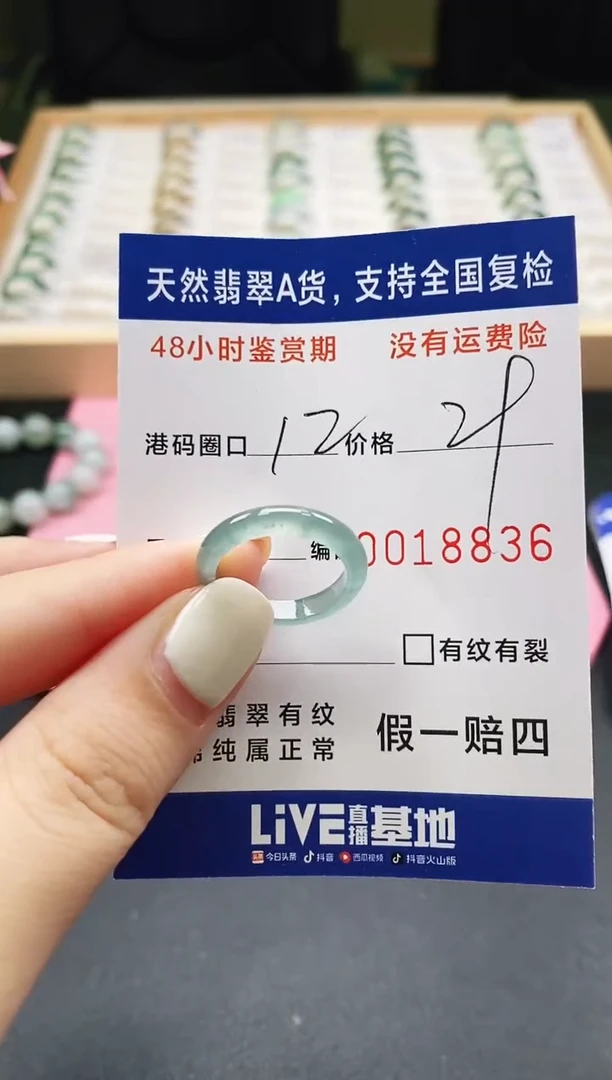 天然翡翠A货，支持全国复检
48小时鉴赏期 没有运费险
港码圈口 12 价格
编 0018836
有纹有裂
翡翠有纹
纯属正常
假一赔四
LiVE直播基地
头条 今日头条 抖音 西瓜视频 抖音火山版